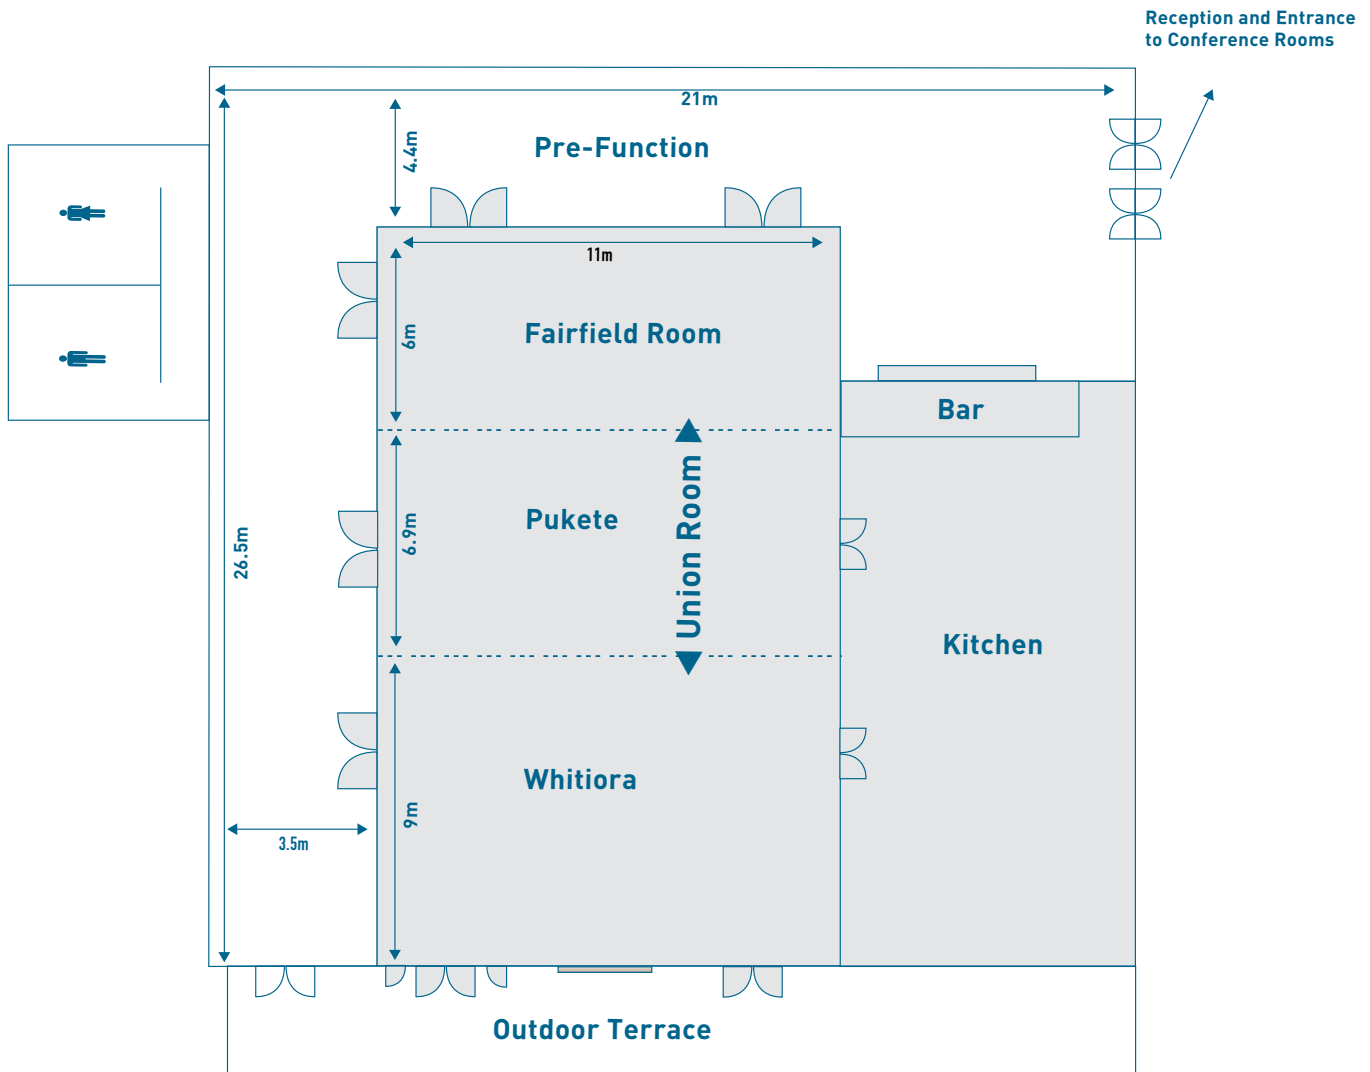 Reception and Entrance
to Conference Rooms
21m
4.4m
Pre-Function
11m
6m
Fairfield Room
Bar
6.9m
Pukete
Union Room
26.5m
Kitchen
Whitiora
9m
3.5m
Outdoor Terrace